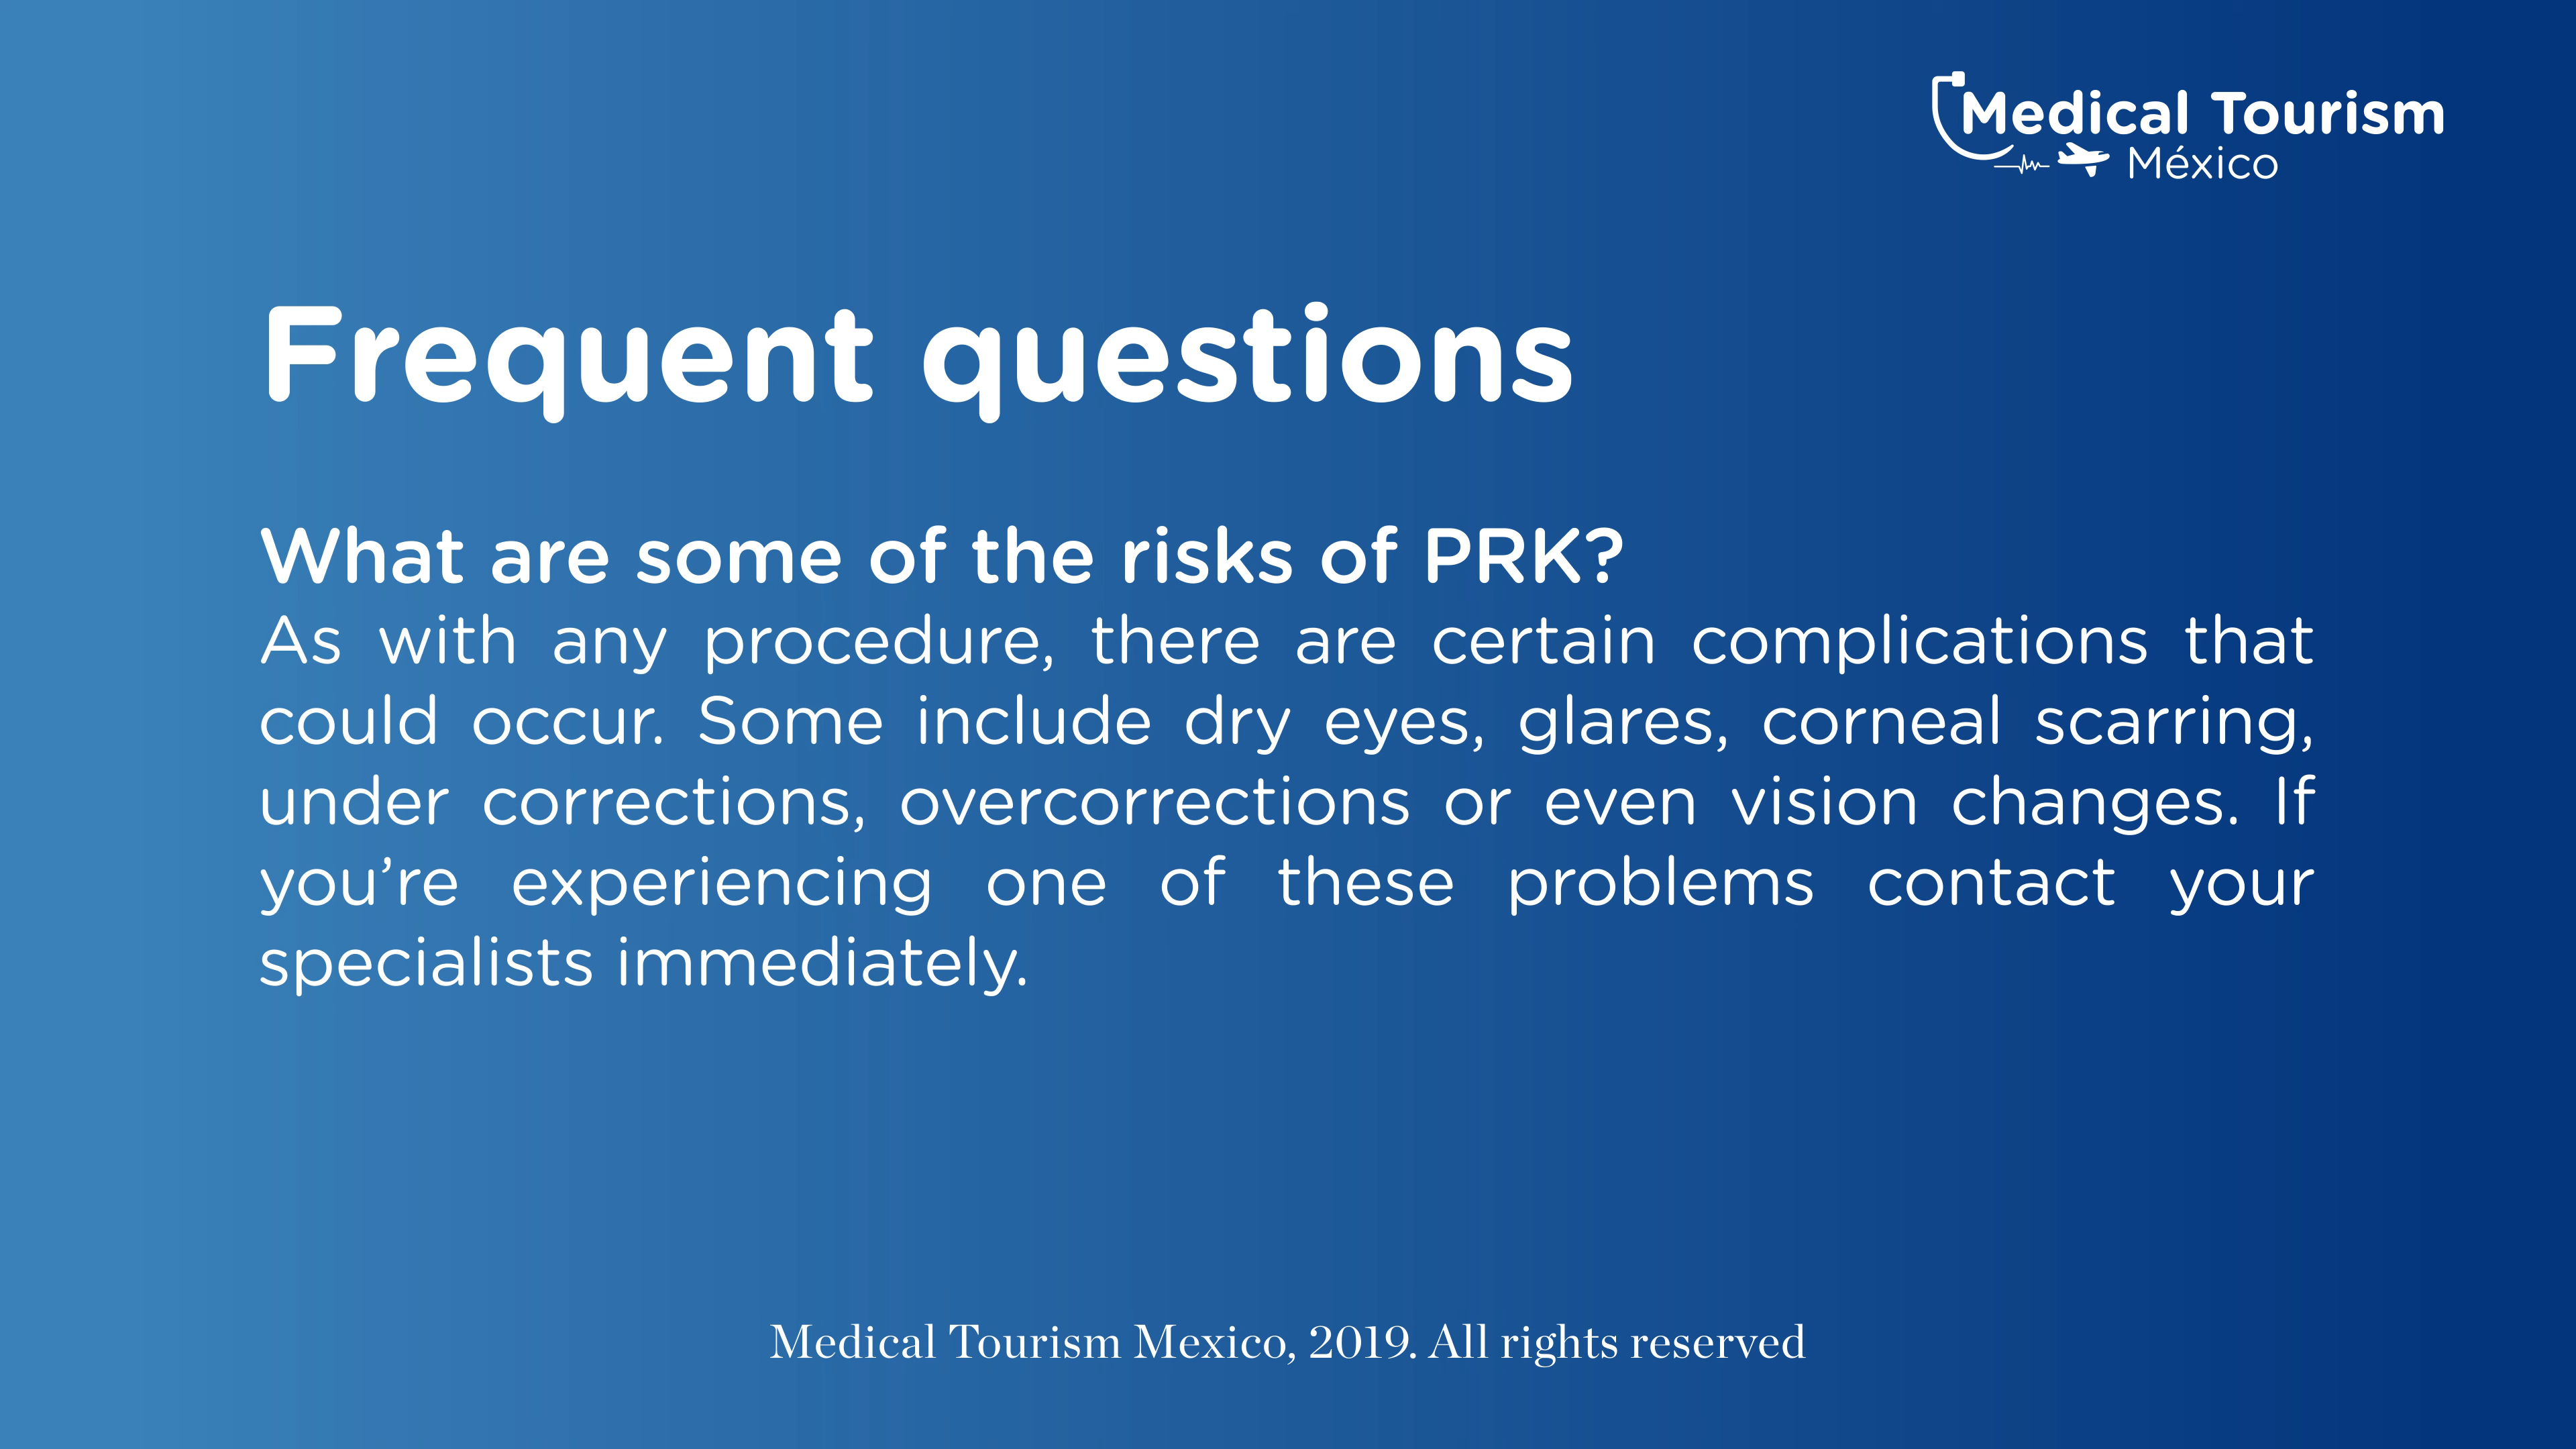 Medical Tourism
México
Frequent questions
What are some of the risks of PRK?
As with any procedure, there are certain complications that
could occur. Some include dry eyes, glares, corneal scarring,
under corrections, overcorrections or even vision changes. If
you’re experiencing one of these problems contact your
specialists immediately.
Medical Tourism Mexico, 2019. All rights reserved